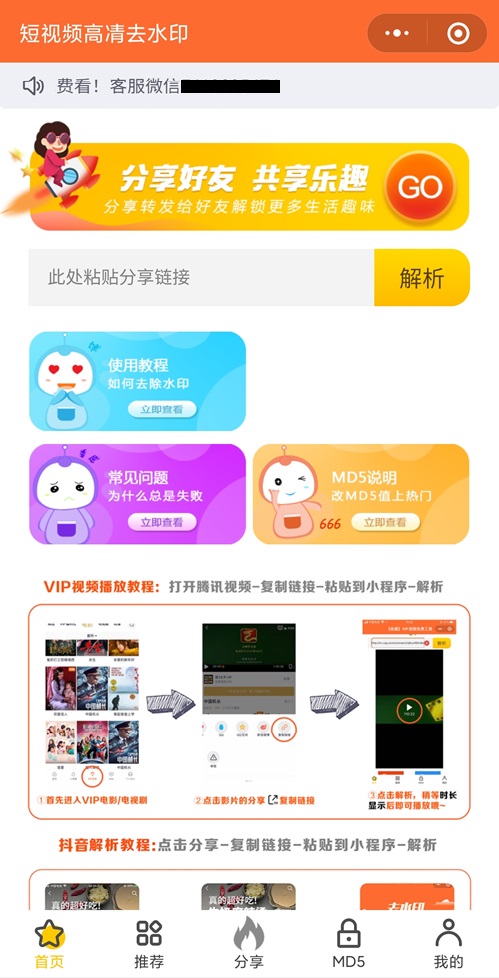 短视频高凊去水印
费看！客服微信
分享好友 共享乐趣
GO
分享转发给好友解锁更多生活趣味
此处粘贴分享链接
解析
使用教程
如何去除水印
立即查看
常见问题
为什么总是失败
立即查看
MD5说明
改MD5值上热门
666
立即查看
VIP视频播放教程：打开腾讯视频-复制链接-粘贴到小程序-解析
①首先进入VIP电影/电视剧
②点击影片的分享 复制链接
③点击解析，稍等时长
显示后即可播放哦~
抖音解析教程:点击分享-复制链接-粘贴到小程序-解析
真的超好吃！
真的超好吃！
去水印
首页
推荐
分享
MD5
我的